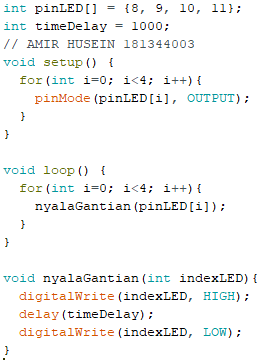 int pinLED[] = {8, 9, 10, 11};
int timeDelay = 1000;
// AMIR HUSEIN 181344003
void setup() {
  for(int i=0; i<4; i++){
    pinMode(pinLED[i], OUTPUT);
  }
}

void loop() {
  for(int i=0; i<4; i++){
    nyalaGantian(pinLED[i]);
  }
}

void nyalaGantian(int indexLED){
  digitalWrite(indexLED, HIGH);
  delay(timeDelay);
  digitalWrite(indexLED, LOW);
}